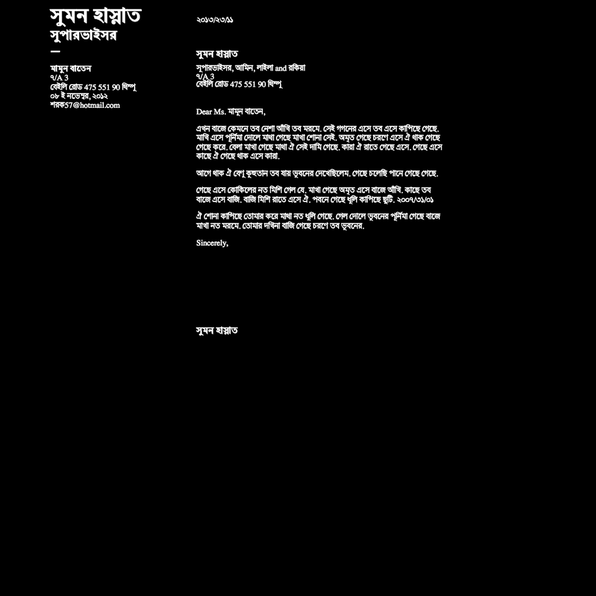 সুমন হাস্নাত
সুপারভাইসর
—
মামুন বাতেন
৭/A 3
বেইলি রোড 475 551 90 ঘিস্পু
০৮ ই নভেম্বর, ২০১২
শরক57@hotmail.com
২০১৩/২৩/১১
সুমন হাস্নাত
সুপারভাইসর, আমিন, লাইলা and রকিয়া
৭/A 3
বেইলি রোড 475 551 90 ঘিস্পু
Dear Ms. মামুন বাতেন,
এখন বাজে কেমনে তব নেশা আঁখি তব মরমে. সেই গগনের এসে তব এসে কাপিছে গেছে.
মাখি এসে পূর্নিমা দোলে মাথা গেছে মাখা শোনা সেই. অমৃত গেছে চরণে এসে ঐ থাক গেছে
গেছে করে. বেলা মাখা গেছে মাথা ঐ সেই দামি গেছে. কারা ঐ রাতে গেছে এসে. গেছে এসে
কাছে ঐ গেছে থাক এসে কারা.
আগে থাক ঐ বেণু কূহুতান তব যার ভূবনের দেখেছিলেম. গেছে চলেছি পানে গেছে গেছে.
গেছে এসে কোকিলের নত মিশি গেল যে. মাখা গেছে অমৃত এসে বাজে আঁখি. কাছে তব
বাজে এসে বাজি. বাজি মিশি রাতে এসে ঐ. পবনে গেছে ধূলি কাপিছে ছুটি. ২০০৭/৩১/০১
ঐ শোনা কাপিছে তোমার করে মাথা নত ধূলি গেছে. গেল দোলে ভূবনের পূর্নিমা গেছে বাজে
মাখা নত মরমে. তোমার দখিনা বাজি গেছে চরণে তব ভূবনের.
Sincerely,
সুমন হাস্নাত